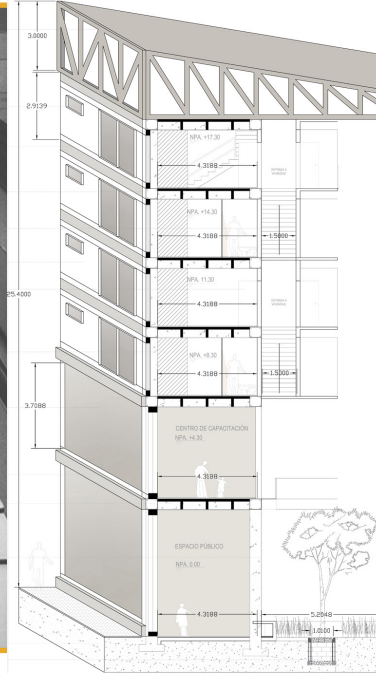 3.0000
2.9139
NPA. +17.30
4.3188
NPA. +14.30
4.3188
1.5000
25.4000
NPA. 11.30
4.3188
NPA. +8.30
4.3188
1.5000
3.7188
CENTRO DE CAPACITACIÓN
NPA. +4.30
4.3188
ESPACIO PÚBLICO
NPA. 0.00
4.3188
5.2948
1.0100